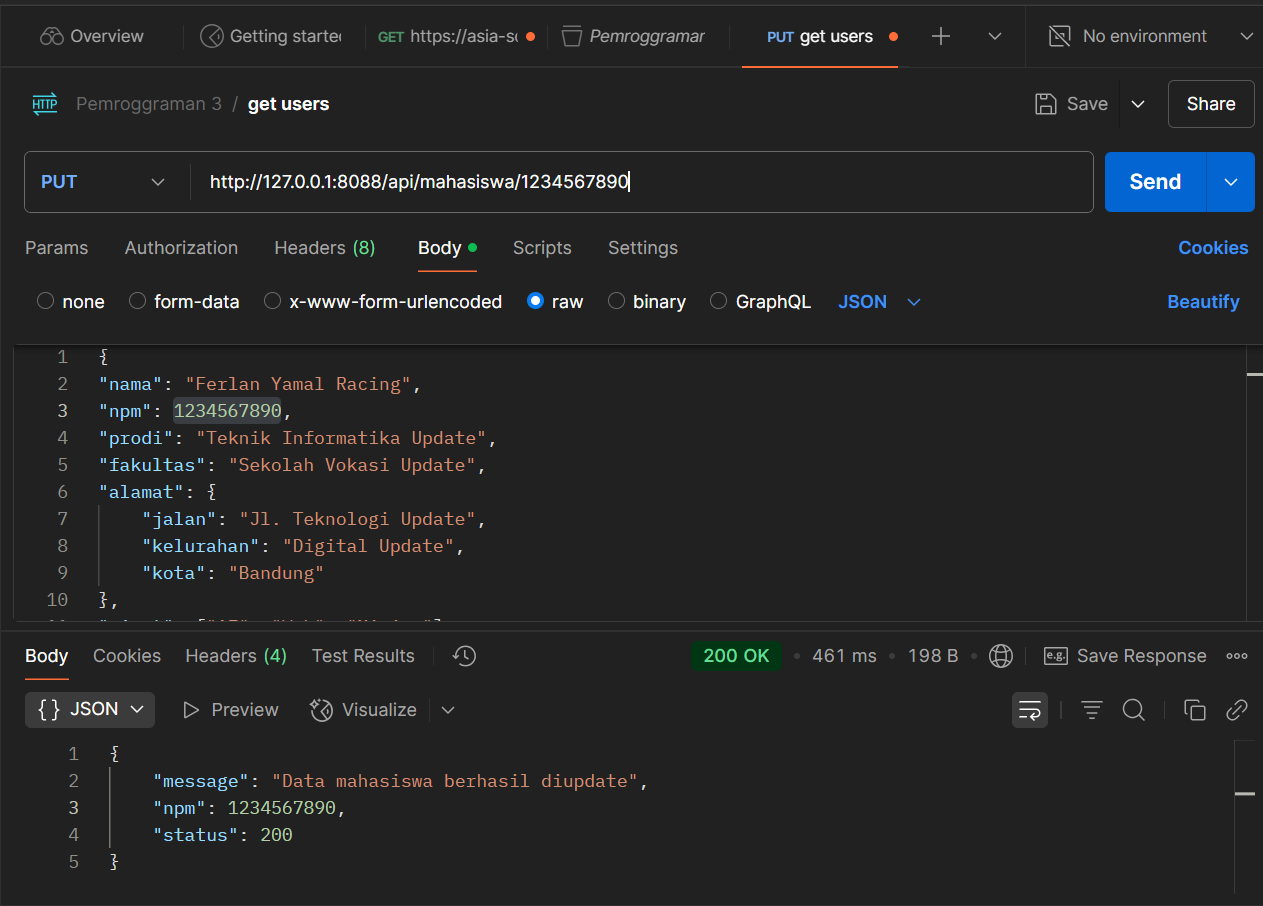 Overview Getting started GET https://asia-so Pemroggramar PUT get users No environment
HTTP Pemroggraman 3 / get users Save Share
PUT http://127.0.0.1:8088/api/mahasiswa/1234567890 Send
Params Authorization Headers (8) Body Scripts Settings Cookies
none form-data x-www-form-urlencoded raw binary GraphQL JSON Beautify
1 {
2 "nama": "Ferlan Yamal Racing",
3 "npm": 1234567890,
4 "prodi": "Teknik Informatika Update",
5 "fakultas": "Sekolah Vokasi Update",
6 "alamat": {
7 "jalan": "Jl. Teknologi Update",
8 "kelurahan": "Digital Update",
9 "kota": "Bandung"
10 },
Body Cookies Headers (4) Test Results 200 OK 461 ms 198 B e.g. Save Response
{} JSON Preview Visualize
1 {
2 "message": "Data mahasiswa berhasil diupdate",
3 "npm": 1234567890,
4 "status": 200
5 }